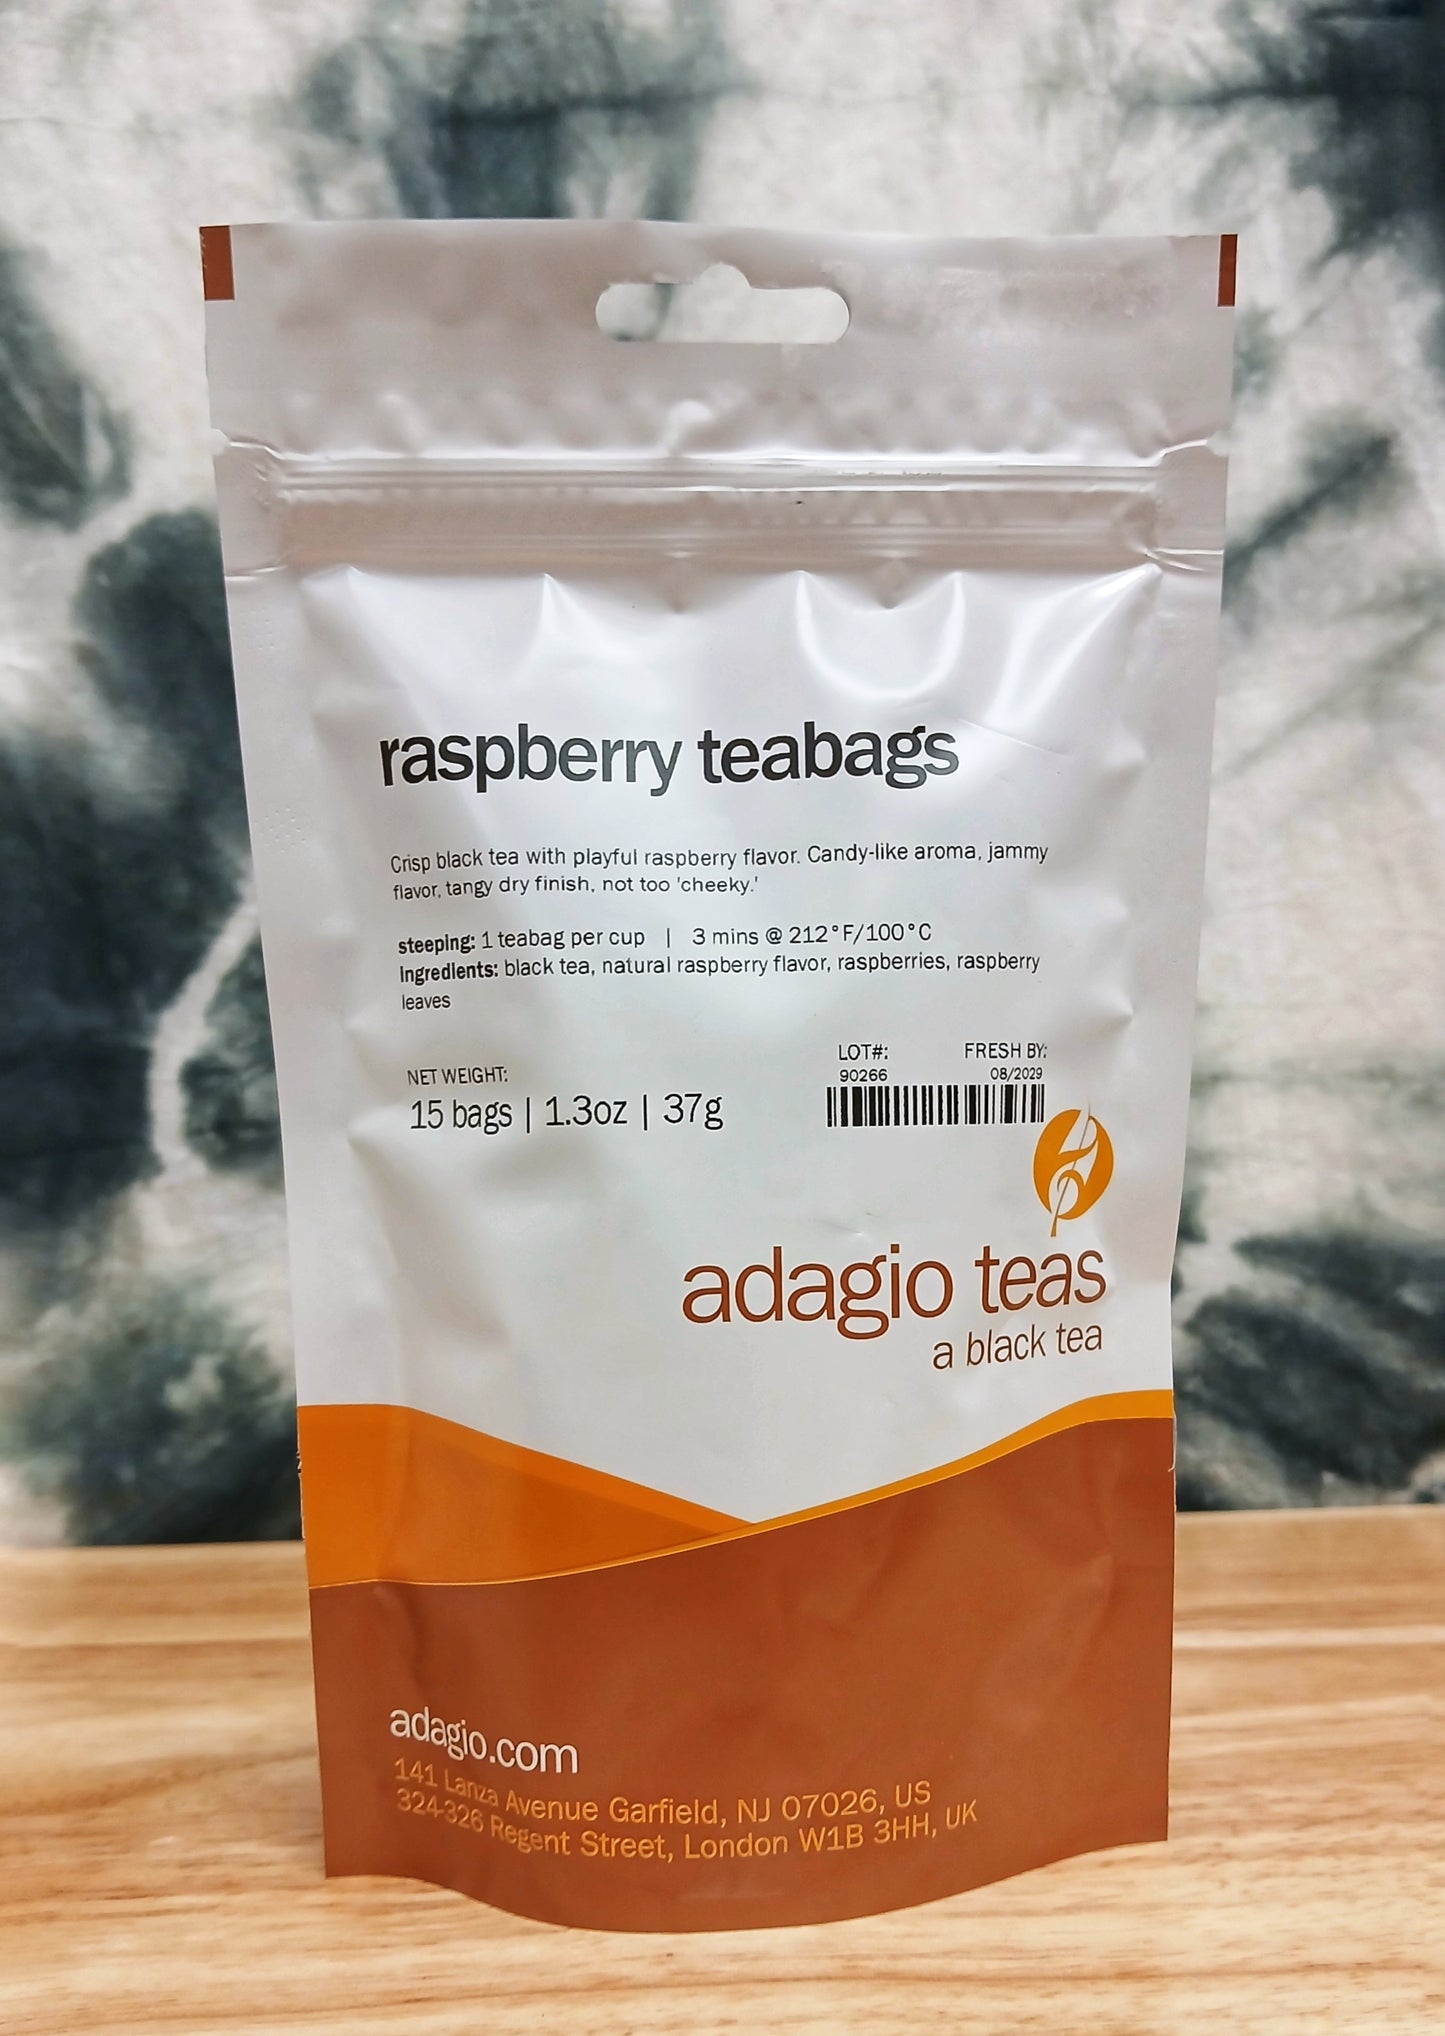 raspberry teabags
Crisp black tea with playful raspberry flavor. Candy-like aroma, jammy
flavor, tangy dry finish, not too 'cheeky.'
steeping: 1 teabag per cup | 3 mins @ 212°F/100°C
ingredients: black tea, natural raspberry flavor, raspberries, raspberry
leaves
NET WEIGHT:
15 bags | 1.3oz | 37g
LOT#: FRESH BY:
90266 08/2029
adagio teas
a black tea
adagio.com
141 Lanza Avenue Garfield, NJ 07026, US
324-326 Regent Street, London W1B 3HH, UK